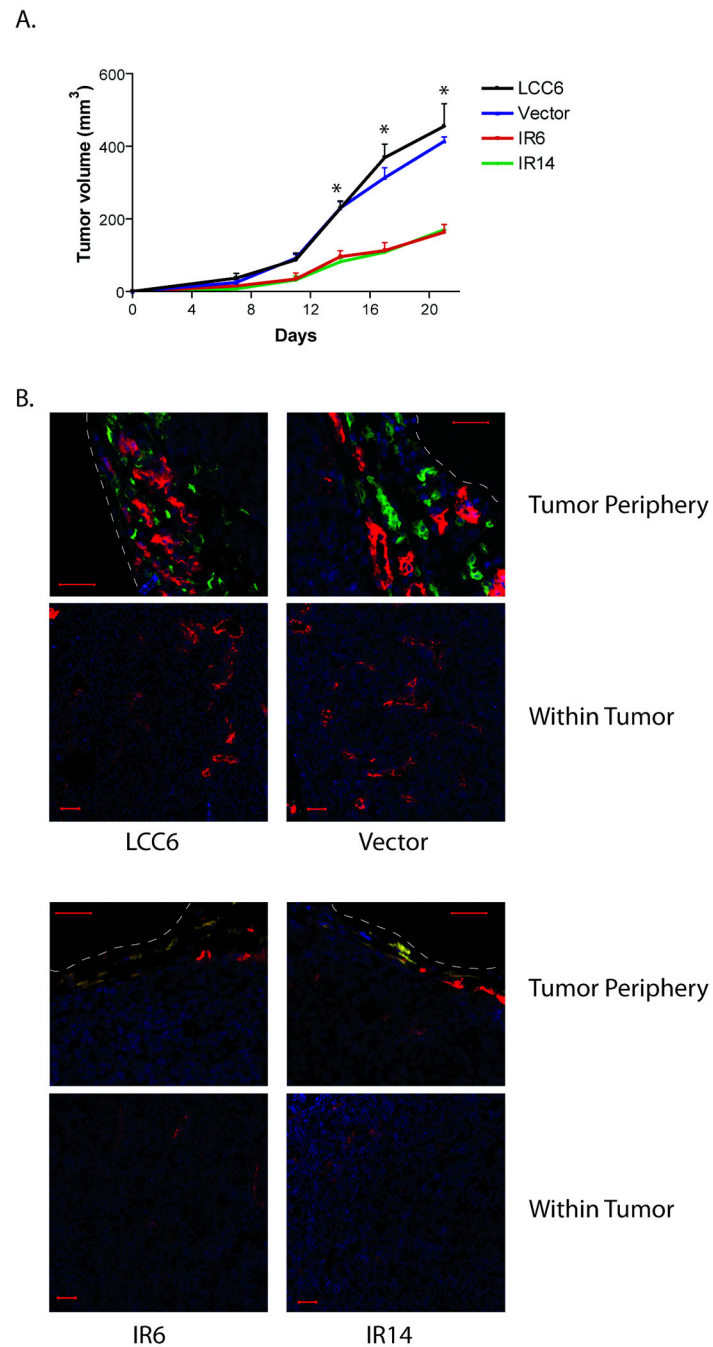 A.
Tumor volume (mm3)
600
400
200
0
* * *
0 4 8 12 16 20
Days
LCC6
Vector
IR6
IR14
B.
Tumor Periphery
Within Tumor
LCC6 Vector
Tumor Periphery
Within Tumor
IR6 IR14